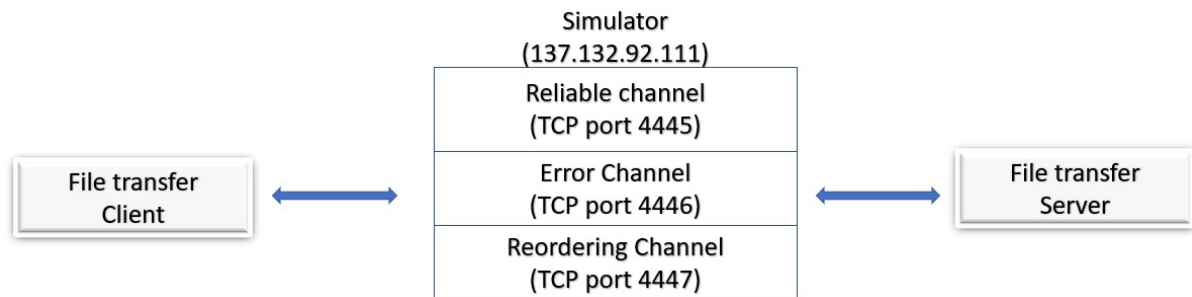 Simulator
(137.132.92.111)
Reliable channel
(TCP port 4445)
File transfer
Client
Error Channel
(TCP port 4446)
File transfer
Server
Reordering Channel
(TCP port 4447)